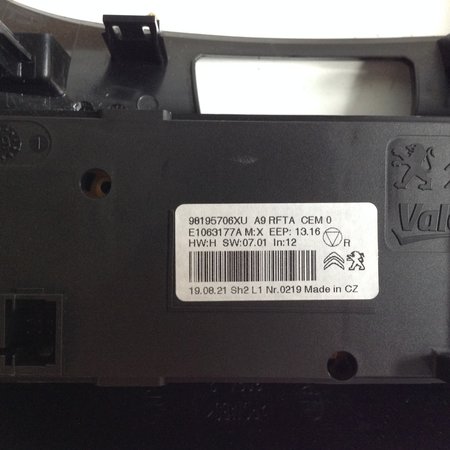 98195706XU A9 RFTA CEM 0
E1063177A M:X EEP: 13.16
HW:H SW:07.01 In:12
R
19.08.21 Sh2 L1 Nr.0219 Made in CZ